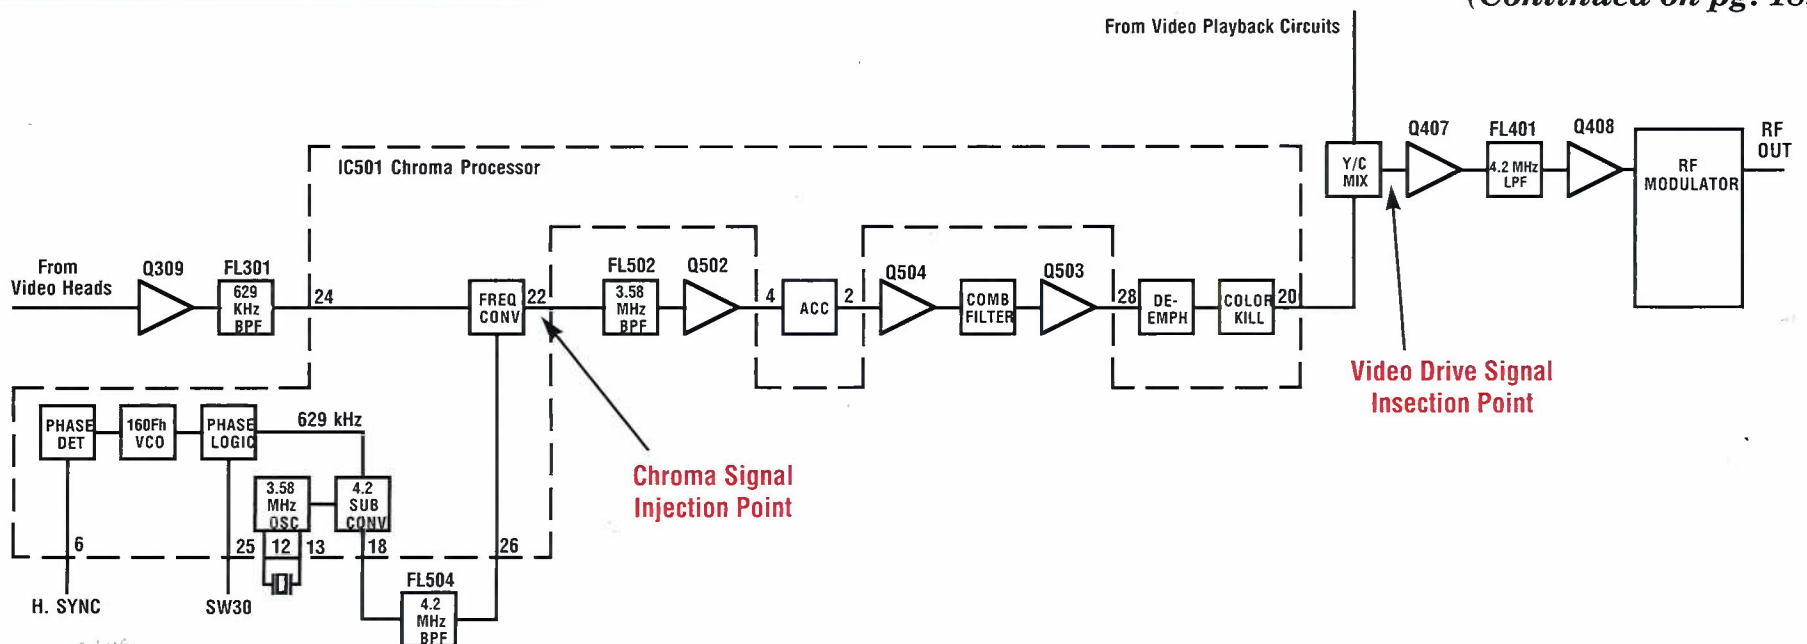 (Continued on pg. 18
From Video Playback Circuits
Q407
FL401
Q408
RF
OUT
IC501 Chroma Processor
Y/C
MIX
4.2 MHz
LPF
RF
MODULATOR
From
Video Heads
Q309
FL301
629
KHz
BPF
24
FREQ
CONV
22
FL502
3.58
MHz
BPF
Q502
4
ACC
2
Q504
COMB
FILTER
Q503
28
DE-
EMPH
COLOR
KILL
20
Video Drive Signal
Insection Point
PHASE
DET
160Fh
VCO
PHASE
LOGIC
629 kHz
3.58
MHz
OSC
4.2
SUB
CONV
Chroma Signal
Injection Point
6
25
12
13
18
26
H. SYNC
SW30
FL504
4.2
MHz
BPF